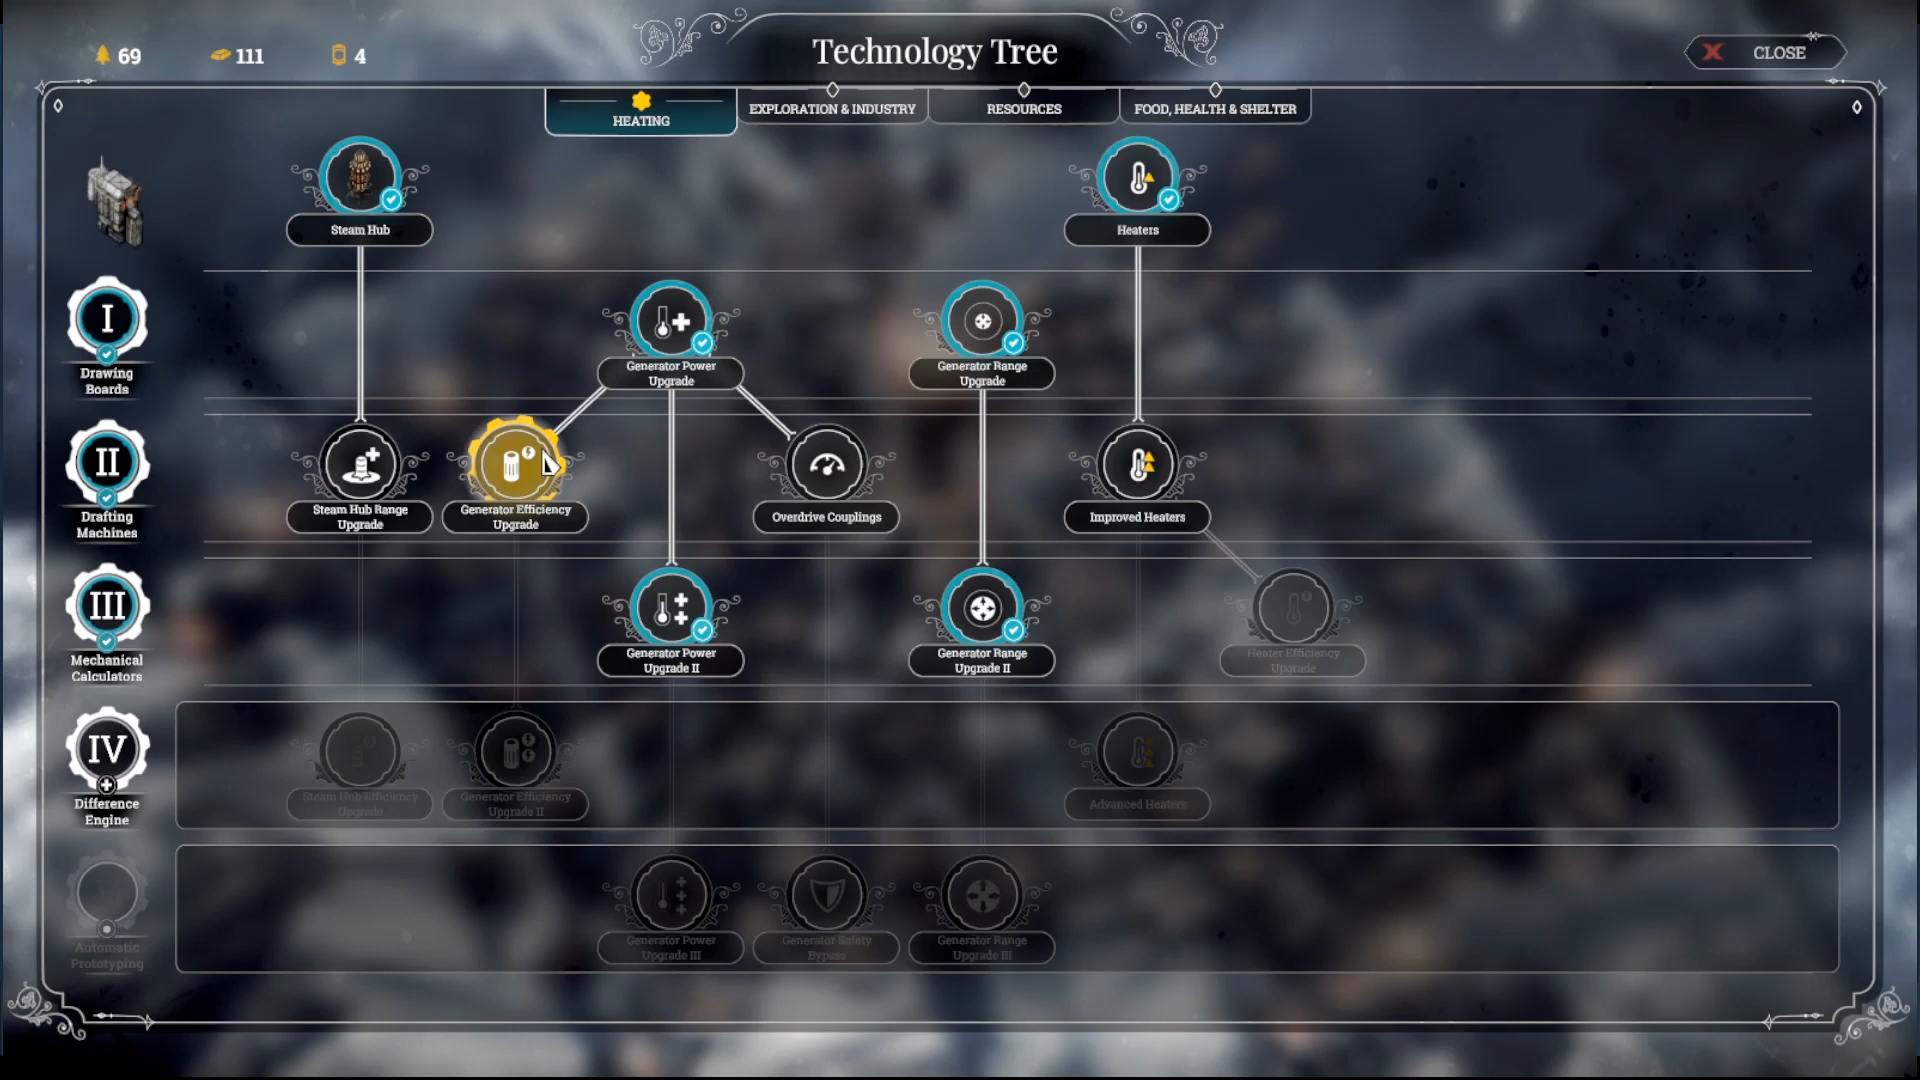 69
111
4
Technology Tree
CLOSE
HEATING
EXPLORATION & INDUSTRY
RESOURCES
FOOD, HEALTH & SHELTER
Steam Hub
Heaters
I
Drawing
Boards
Generator Power
Upgrade
Generator Range
Upgrade
II
Drafting
Machines
Steam Hub Range
Upgrade
Generator Efficiency
Upgrade
Overdrive Couplings
Improved Heaters
III
Mechanical
Calculators
Generator Power
Upgrade II
Generator Range
Upgrade II
Heater Efficiency
Upgrade
IV
Difference
Engine
Steam Hub Efficiency
Upgrade
Generator Efficiency
Upgrade II
Advanced Heaters
Automatic
Prototyping
Generator Power
Upgrade III
Generator Safety
Bypass
Generator Range
Upgrade III